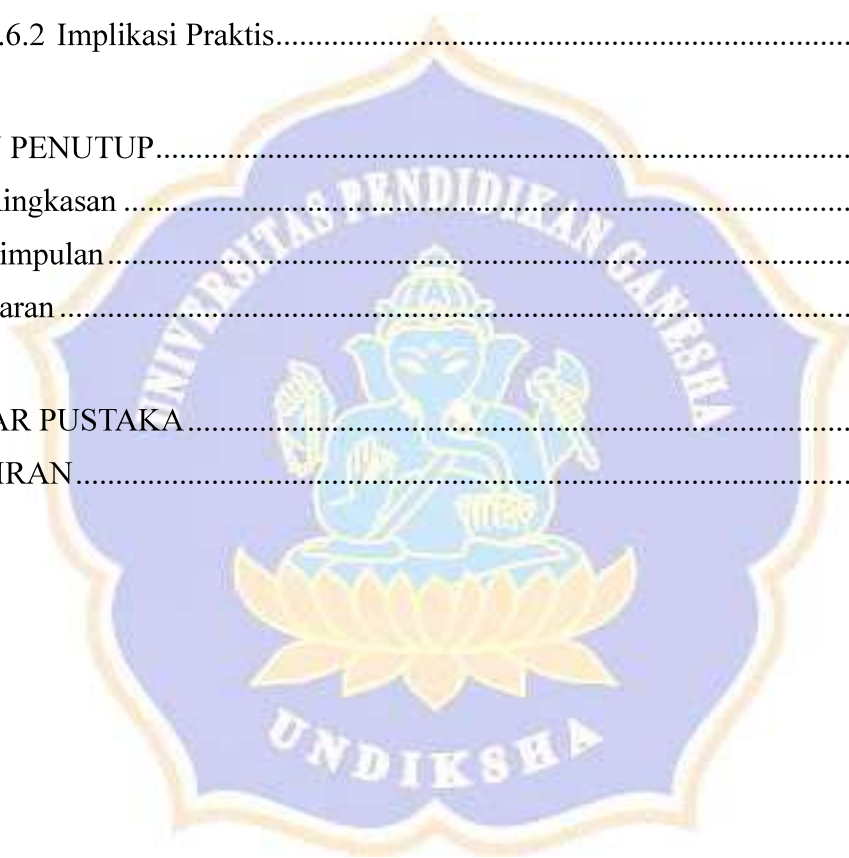 .6.2 Implikasi Praktis.......................................................................
PENUTUP......................................................................................
ingkasan ..........................................................................................
UNIVERSITAS PENDIDIKAN GANESHA
impulan............................................................................................
aran ..................................................................................................
AR PUSTAKA..................................................................................
IRAN................................................................................................
UNDIKSHA